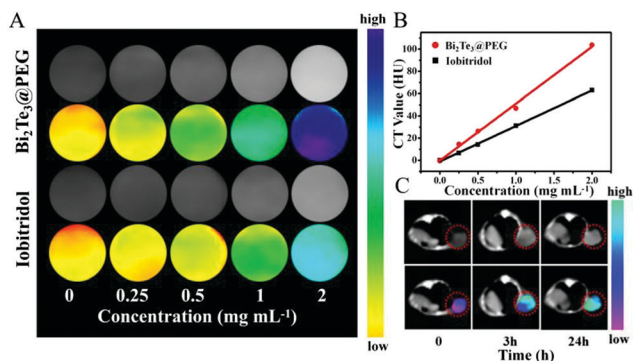 A
high
Bi₂Te₃@PEG
Iobitridol
0 0.25 0.5 1 2
Concentration (mg mL⁻¹)
low
B
CT Value (HU)
100
80
60
40
20
0
Bi₂Te₃@PEG
Iobitridol
0.0 0.5 1.0 1.5 2.0
Concentration (mg mL⁻¹)
C
high
0 3h 24h
Time (h)
low